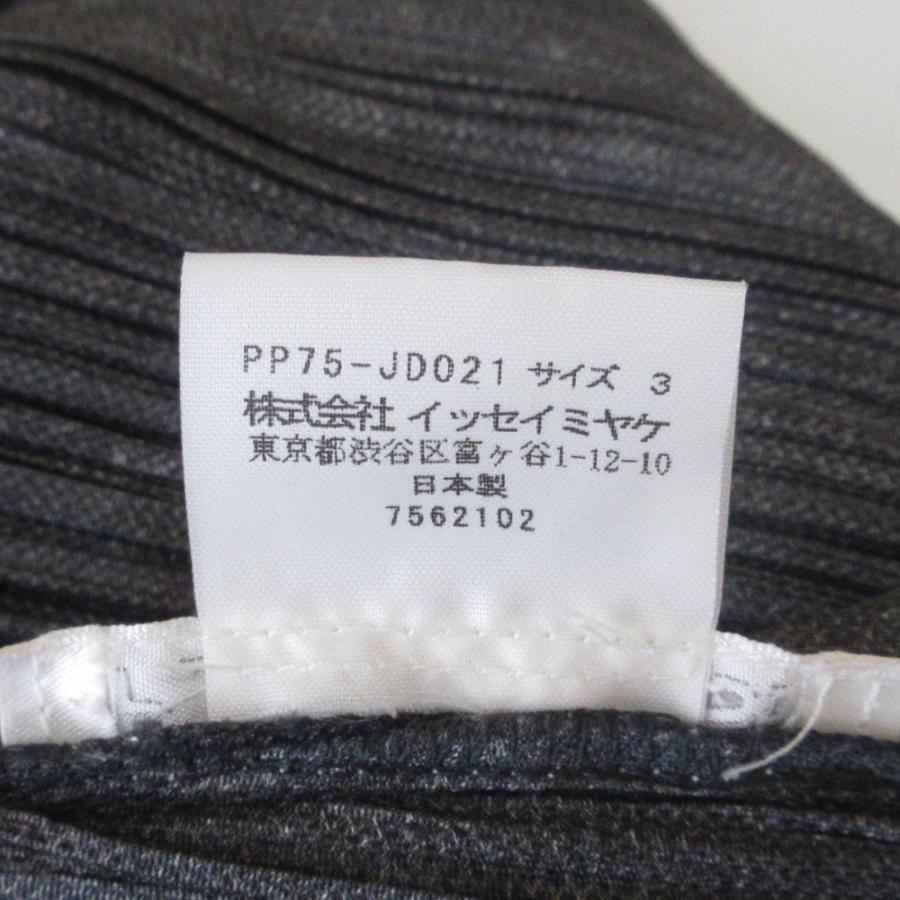 PP75-JD021 サイズ 3
株式会社 イッセイミヤケ
東京都渋谷区富ヶ谷1-12-10
日本製
7562102